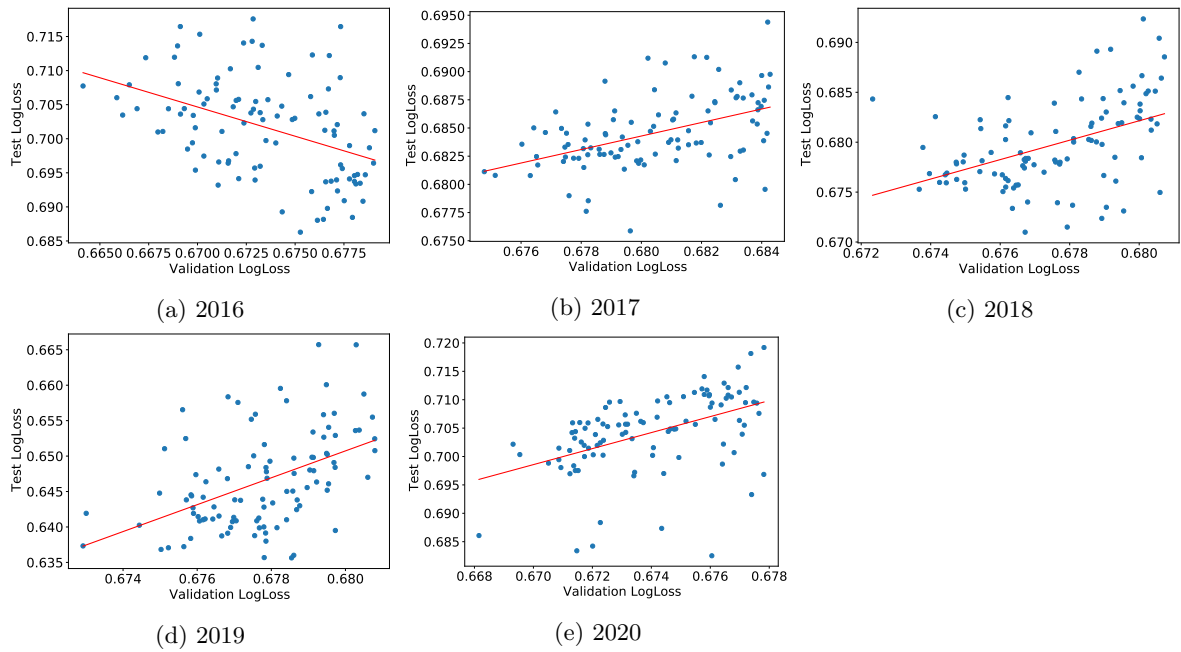 0.715
0.710
0.705
0.700
0.695
0.690
0.685
Test LogLoss
0.6650 0.6675 0.6700 0.6725 0.6750 0.6775
Validation LogLoss
(a) 2016
0.6950
0.6925
0.6900
0.6875
0.6850
0.6825
0.6800
0.6775
0.6750
Test LogLoss
0.676 0.678 0.680 0.682 0.684
Validation LogLoss
(b) 2017
0.690
0.685
0.680
0.675
0.670
Test LogLoss
0.672 0.674 0.676 0.678 0.680
Validation LogLoss
(c) 2018
0.665
0.660
0.655
0.650
0.645
0.640
0.635
Test LogLoss
0.674 0.676 0.678 0.680
Validation LogLoss
(d) 2019
0.720
0.715
0.710
0.705
0.700
0.695
0.690
0.685
Test LogLoss
0.668 0.670 0.672 0.674 0.676 0.678
Validation LogLoss
(e) 2020